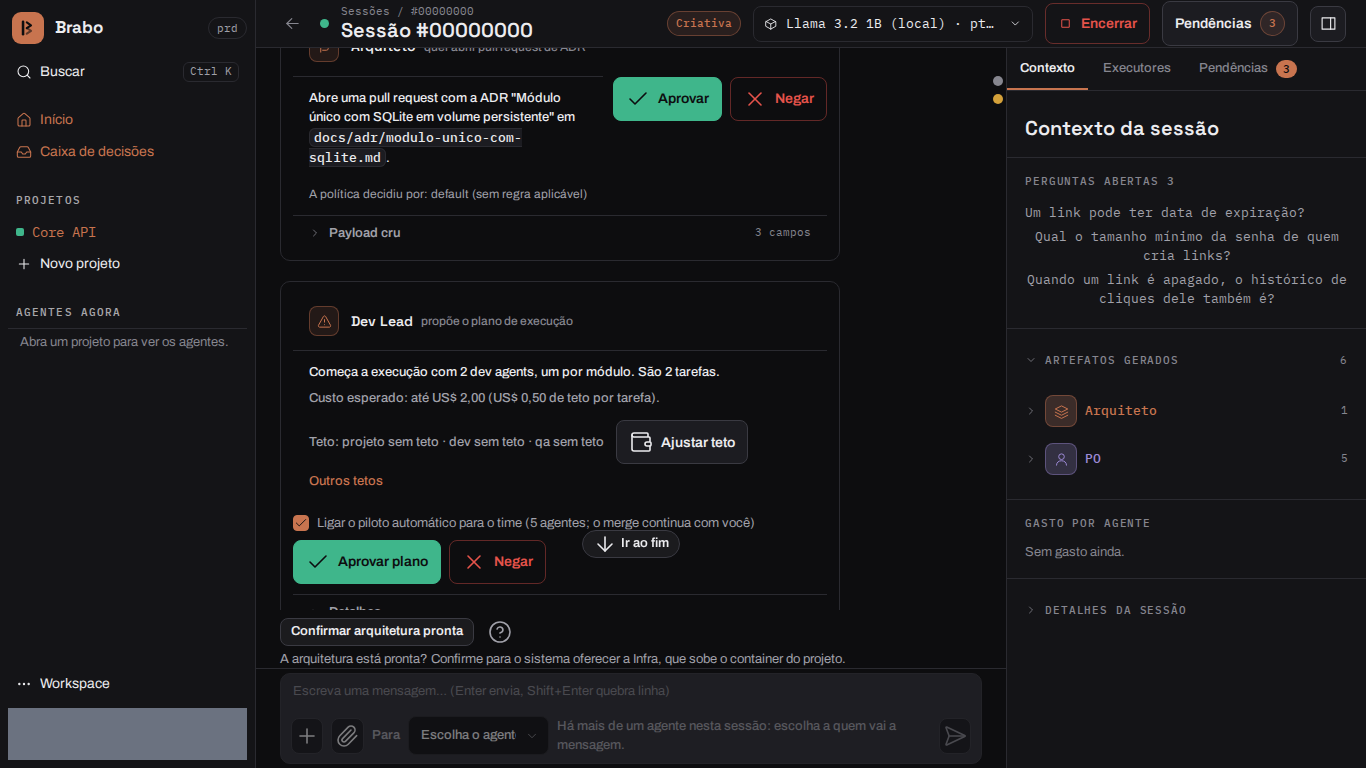 Brabo
prd
Buscar
Ctrl K
Início
Caixa de decisões
PROJETOS
Core API
Novo projeto
AGENTES AGORA
Abra um projeto para ver os agentes.
Workspace
Sessões / #00000000
Sessão #00000000
Criativa
Llama 3.2 1B (local) · pt…
Encerrar
Pendências 3
Arquiteto quer abrir pull request de ADR
Abre uma pull request com a ADR "Módulo
único com SQLite em volume persistente" em
docs/adr/modulo-unico-com-
sqlite.md .
Aprovar
Negar
A política decidiu por: default (sem regra aplicável)
Payload cru
3 campos
Dev Lead propõe o plano de execução
Começa a execução com 2 dev agents, um por módulo. São 2 tarefas.
Custo esperado: até US$ 2,00 (US$ 0,50 de teto por tarefa).
Teto: projeto sem teto · dev sem teto · qa sem teto
Ajustar teto
Outros tetos
Ligar o piloto automático para o time (5 agentes; o merge continua com você)
Ir ao fim
Aprovar plano
Negar
Detalhes
Confirmar arquitetura pronta
A arquitetura está pronta? Confirme para o sistema oferecer a Infra, que sobe o container do projeto.
Escreva uma mensagem... (Enter envia, Shift+Enter quebra linha)
Para
Escolha o agent
Há mais de um agente nesta sessão: escolha a quem vai a
mensagem.
Contexto
Executores
Pendências 3
Contexto da sessão
PERGUNTAS ABERTAS 3
Um link pode ter data de expiração?
Qual o tamanho mínimo da senha de quem
cria links?
Quando um link é apagado, o histórico de
cliques dele também é?
ARTEFATOS GERADOS 6
Arquiteto 1
PO 5
GASTO POR AGENTE
Sem gasto ainda.
DETALHES DA SESSÃO